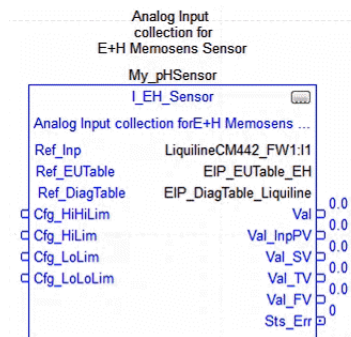 Analog Input
collection for
E+H Memosens Sensor
My_pHSensor
I_EH_Sensor ...
Analog Input collection forE+H Memosens ...
Ref_Inp LiquilineCM442_FW1:I1
Ref_EUTable EIP_EUTable_EH
Ref_DiagTable EIP_DiagTable_Liquiline
Cfg_HiHiLim Val 0.0
Cfg_HiLim Val_InpPV 0.0
Cfg_LoLim Val_SV 0.0
Cfg_LoLoLim Val_TV 0.0
Val_FV 0.0
Sts_Err 0